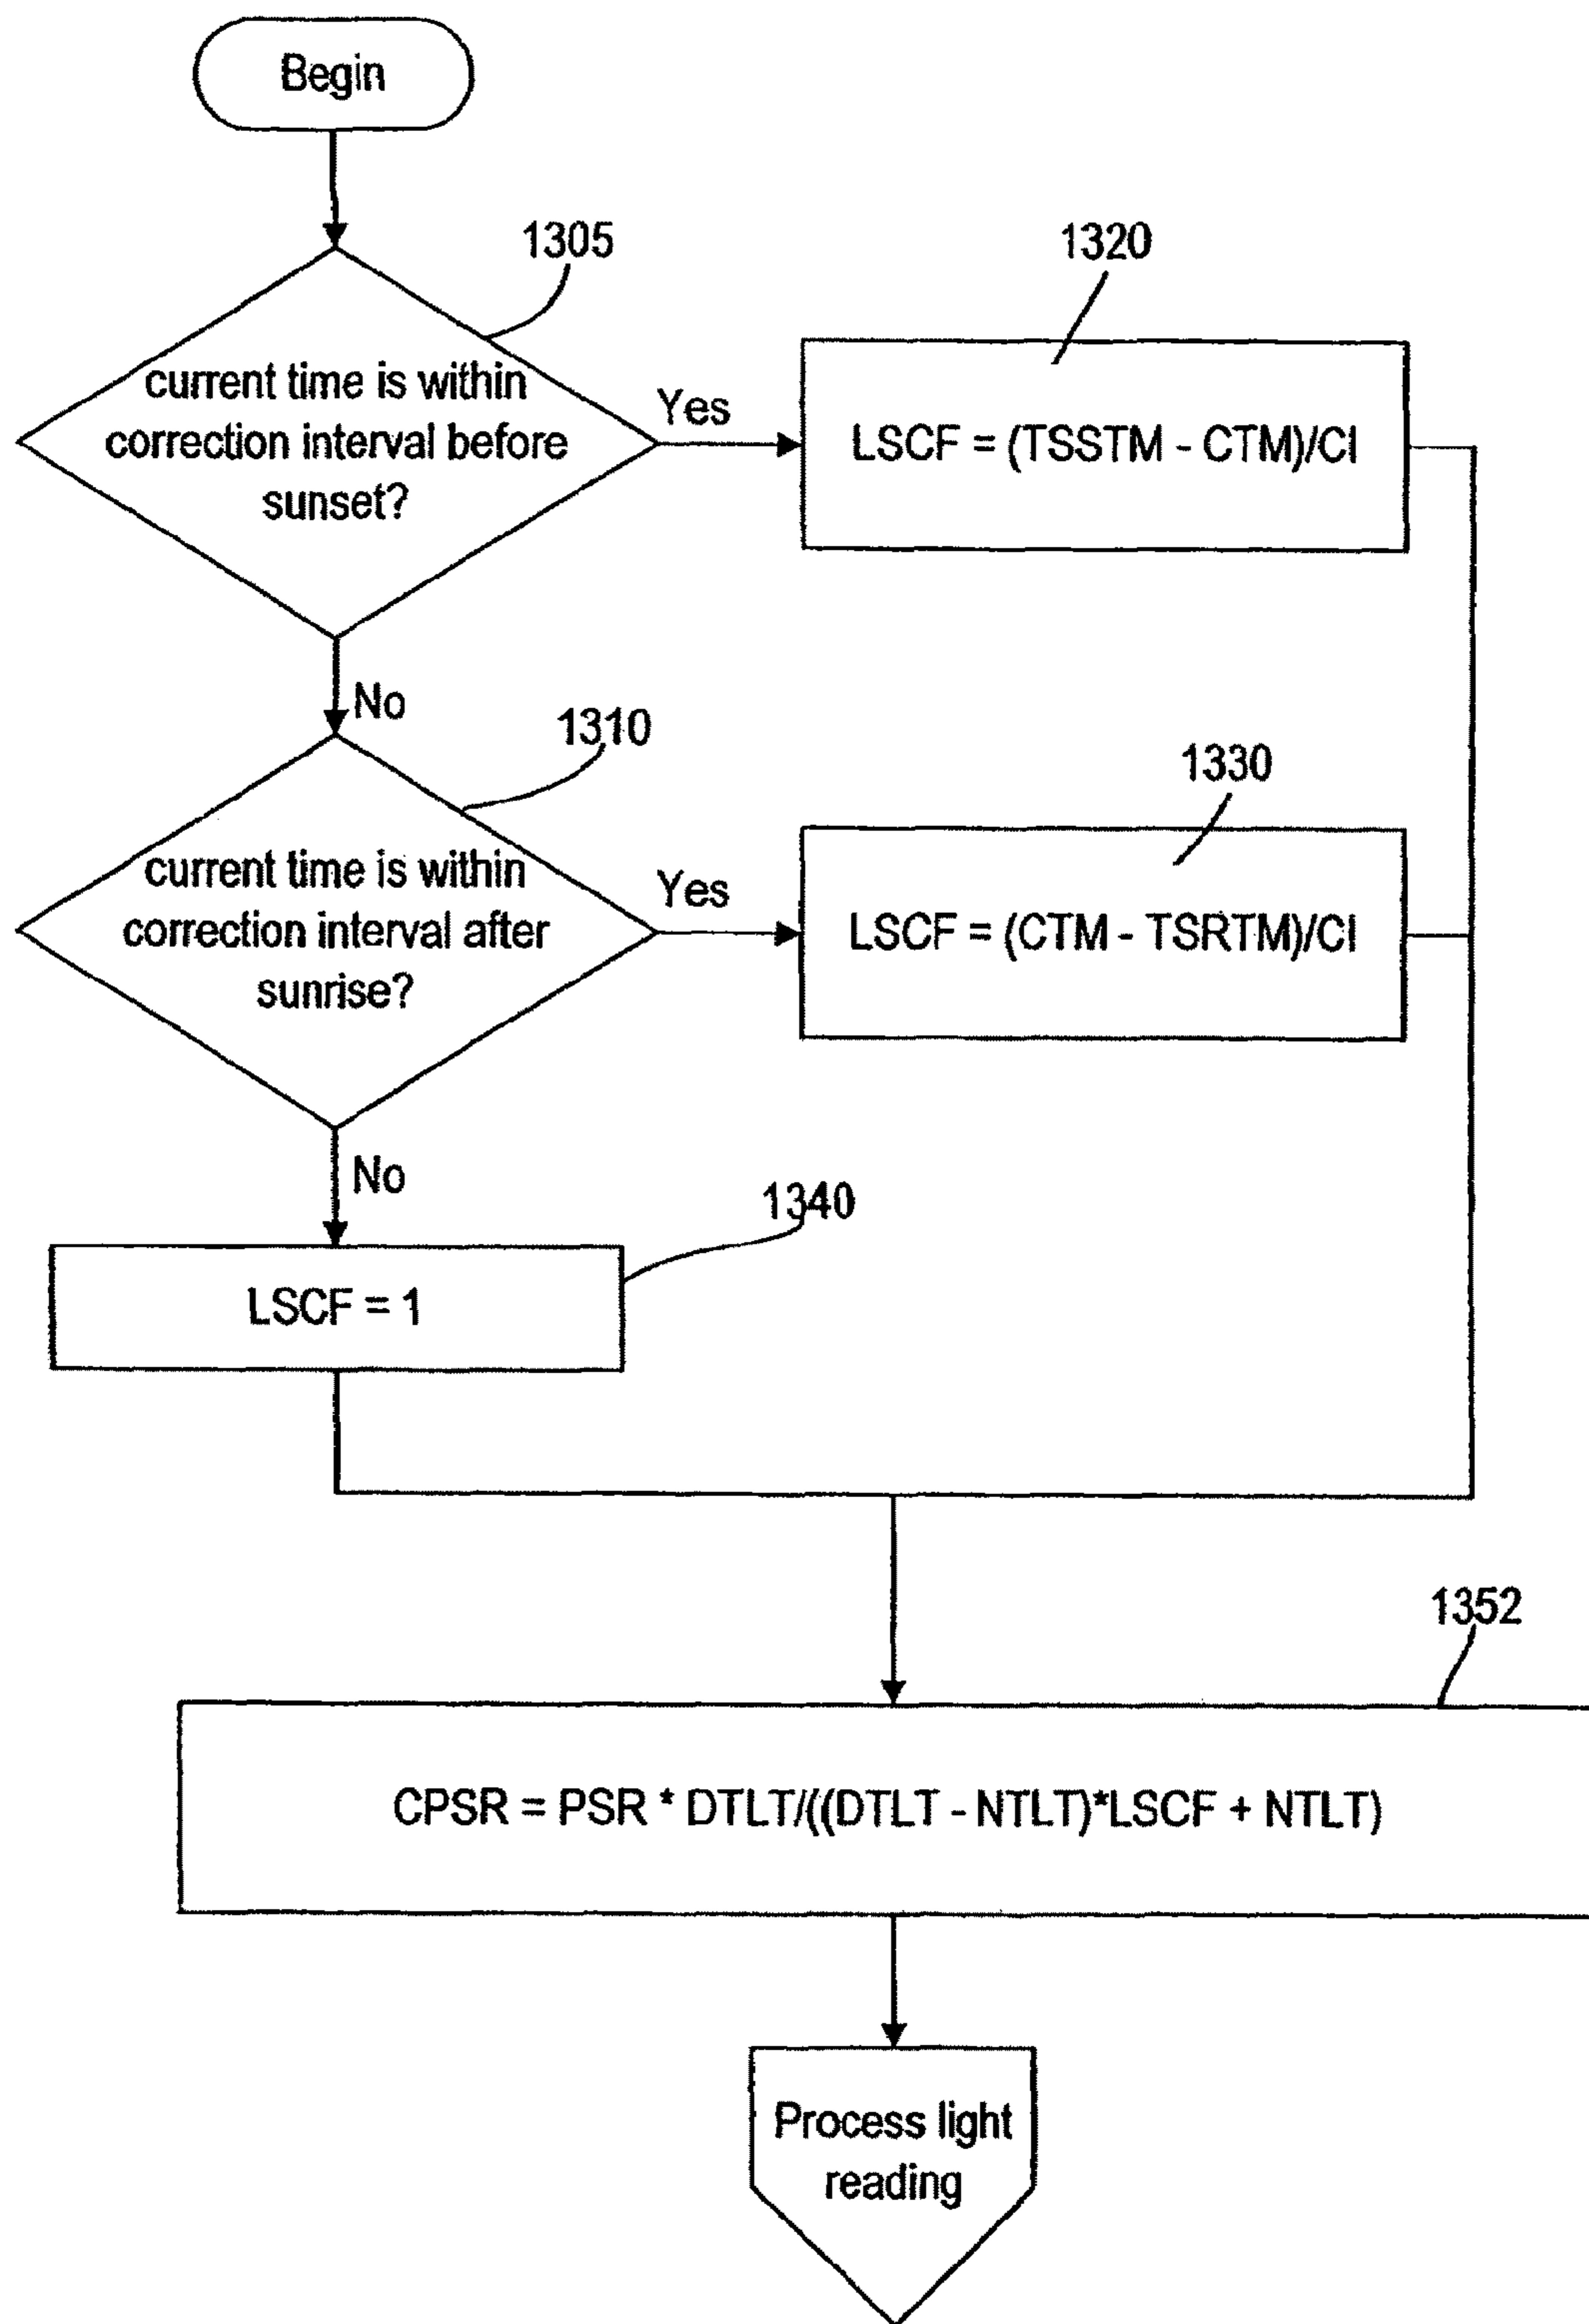 Begin
1305
current time is within
correction interval before
sunset?
Yes
1320
LSCF = (TSSTM - CTM)/CI
No
1310
current time is within
correction interval after
sunrise?
Yes
1330
LSCF = (CTM - TSRTM)/CI
No
1340
LSCF = 1
1352
CPSR = PSR * DTLT/((DTLT - NTLT)*LSCF + NTLT)
Process light
reading